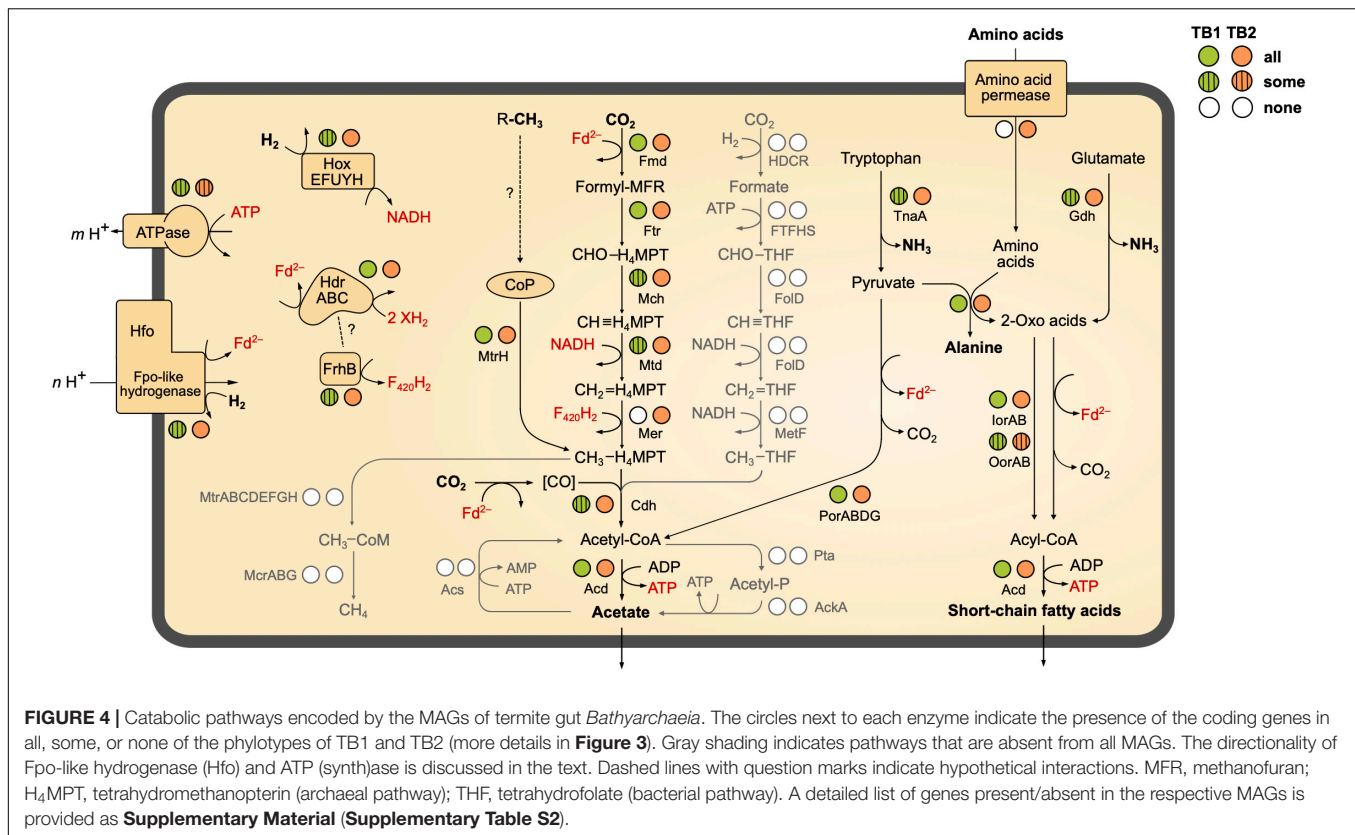 Amino acids
TB1 TB2
all
some
none
Amino acid
permease
H₂
Hox
EFUYH
NADH
R-CH₃
?
CO₂
Fd²⁻
Fmd
Formyl-MFR
Ftr
CHO–H₄MPT
Mch
CH≡H₄MPT
NADH
Mtd
CH₂=H₄MPT
F₄₂₀H₂
Mer
CH₃–H₄MPT
CO₂
H₂
HDCR
Formate
ATP
FTFHS
CHO–THF
FolD
CH≡THF
NADH
FolD
CH₂=THF
NADH
MetF
CH₃–THF
Tryptophan
TnaA
NH₃
Pyruvate
Glutamate
Gdh
NH₃
Amino
acids
2-Oxo acids
Alanine
m H⁺
ATPase
ATP
Fd²⁻
Hdr
ABC
2 XH₂
?
FrhB
F₄₂₀H₂
CoP
MtrH
Hfo
Fpo-like
hydrogenase
n H⁺
Fd²⁻
H₂
Fd²⁻
CO₂
PorABDG
IorAB
OorAB
Fd²⁻
CO₂
MtrABCDEFGH
CH₃–CoM
McrABG
CH₄
CO₂
[CO]
Fd²⁻
Cdh
Acetyl-CoA
Acs
AMP
ATP
Acd
ADP
ATP
Acetate
Pta
Acetyl-P
ATP
AckA
Acyl-CoA
Acd
ADP
ATP
Short-chain fatty acids
FIGURE 4 | Catabolic pathways encoded by the MAGs of termite gut Bathyarchaeia. The circles next to each enzyme indicate the presence of the coding genes in
all, some, or none of the phylotypes of TB1 and TB2 (more details in Figure 3). Gray shading indicates pathways that are absent from all MAGs. The directionality of
Fpo-like hydrogenase (Hfo) and ATP (synth)ase is discussed in the text. Dashed lines with question marks indicate hypothetical interactions. MFR, methanofuran;
H₄MPT, tetrahydromethanopterin (archaeal pathway); THF, tetrahydrofolate (bacterial pathway). A detailed list of genes present/absent in the respective MAGs is
provided as Supplementary Material (Supplementary Table S2).